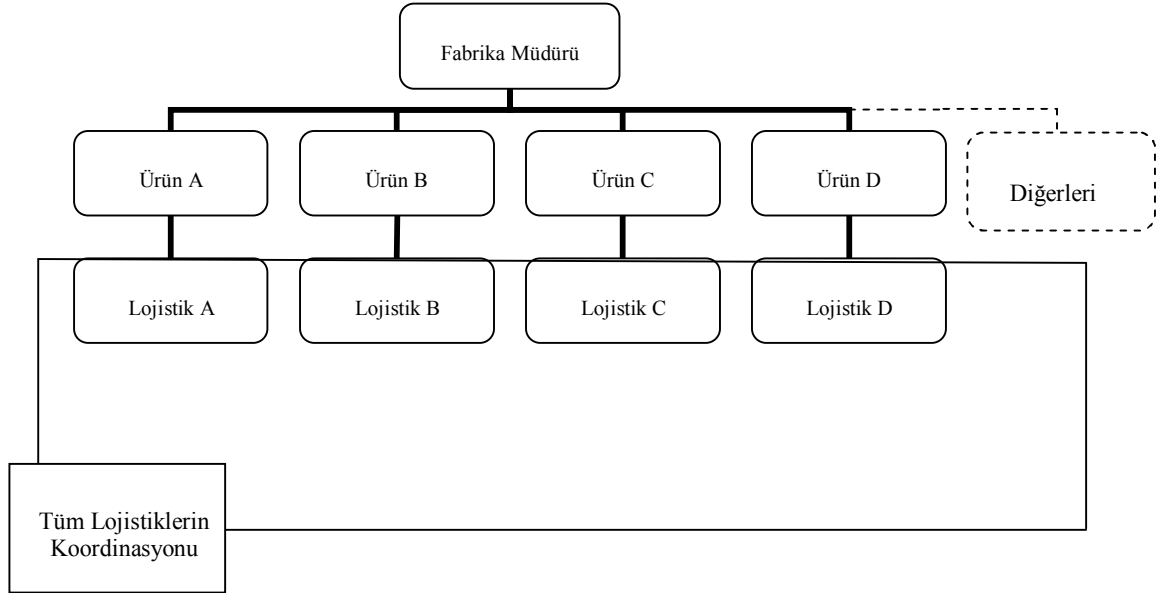 Fabrika Müdürü
Ürün A
Ürün B
Ürün C
Ürün D
Diğerleri
Lojistik A
Lojistik B
Lojistik C
Lojistik D
Tüm Lojistiklerin
Koordinasyonu